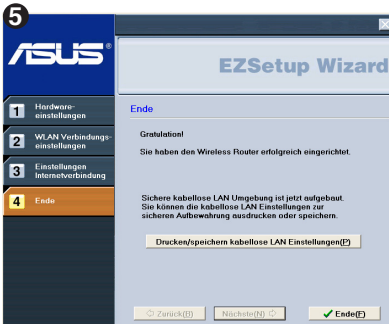 5
ASUS®
EZSetup Wizard
1 Hardware-
einstellungen
2 WLAN Verbindungs-
einstellungen
3 Einstellungen
Internetverbindung
4 Ende
Ende
Gratulation!
Sie haben den Wireless Router erfolgreich eingerichtet.
Sichere kabellose LAN Umgebung ist jetzt aufgebaut.
Sie können die kabellose LAN Einstellungen zur
sicheren Aufbewahrung ausdrucken oder speichern.
Drucken/speichern kabellose LAN Einstellungen(P)
Zurück(B) Nächste(N) Ende(F)